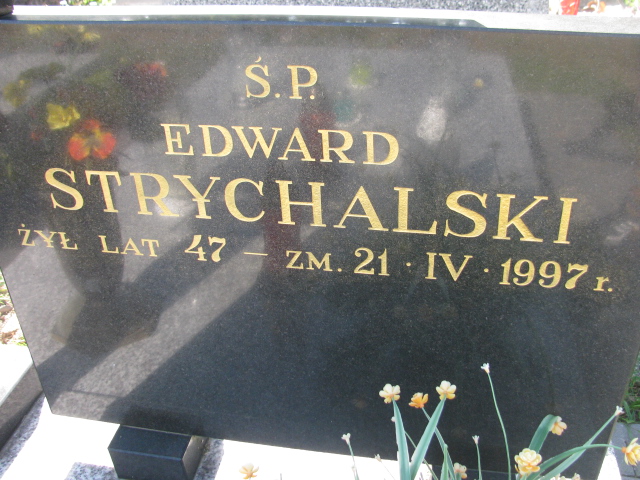 Ś.P.
EDWARD
STRYCHALSKI
ŻYŁ LAT 47 – ZM. 21 · IV · 1997 r.